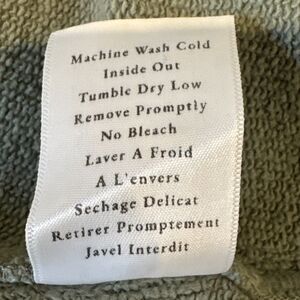 Machine Wash Cold
Inside Out
Tumble Dry Low
Remove Promptly
No Bleach
Laver A Froid
A L'envers
Sechage Delicat
Retirer Promptement
Javel Interdit